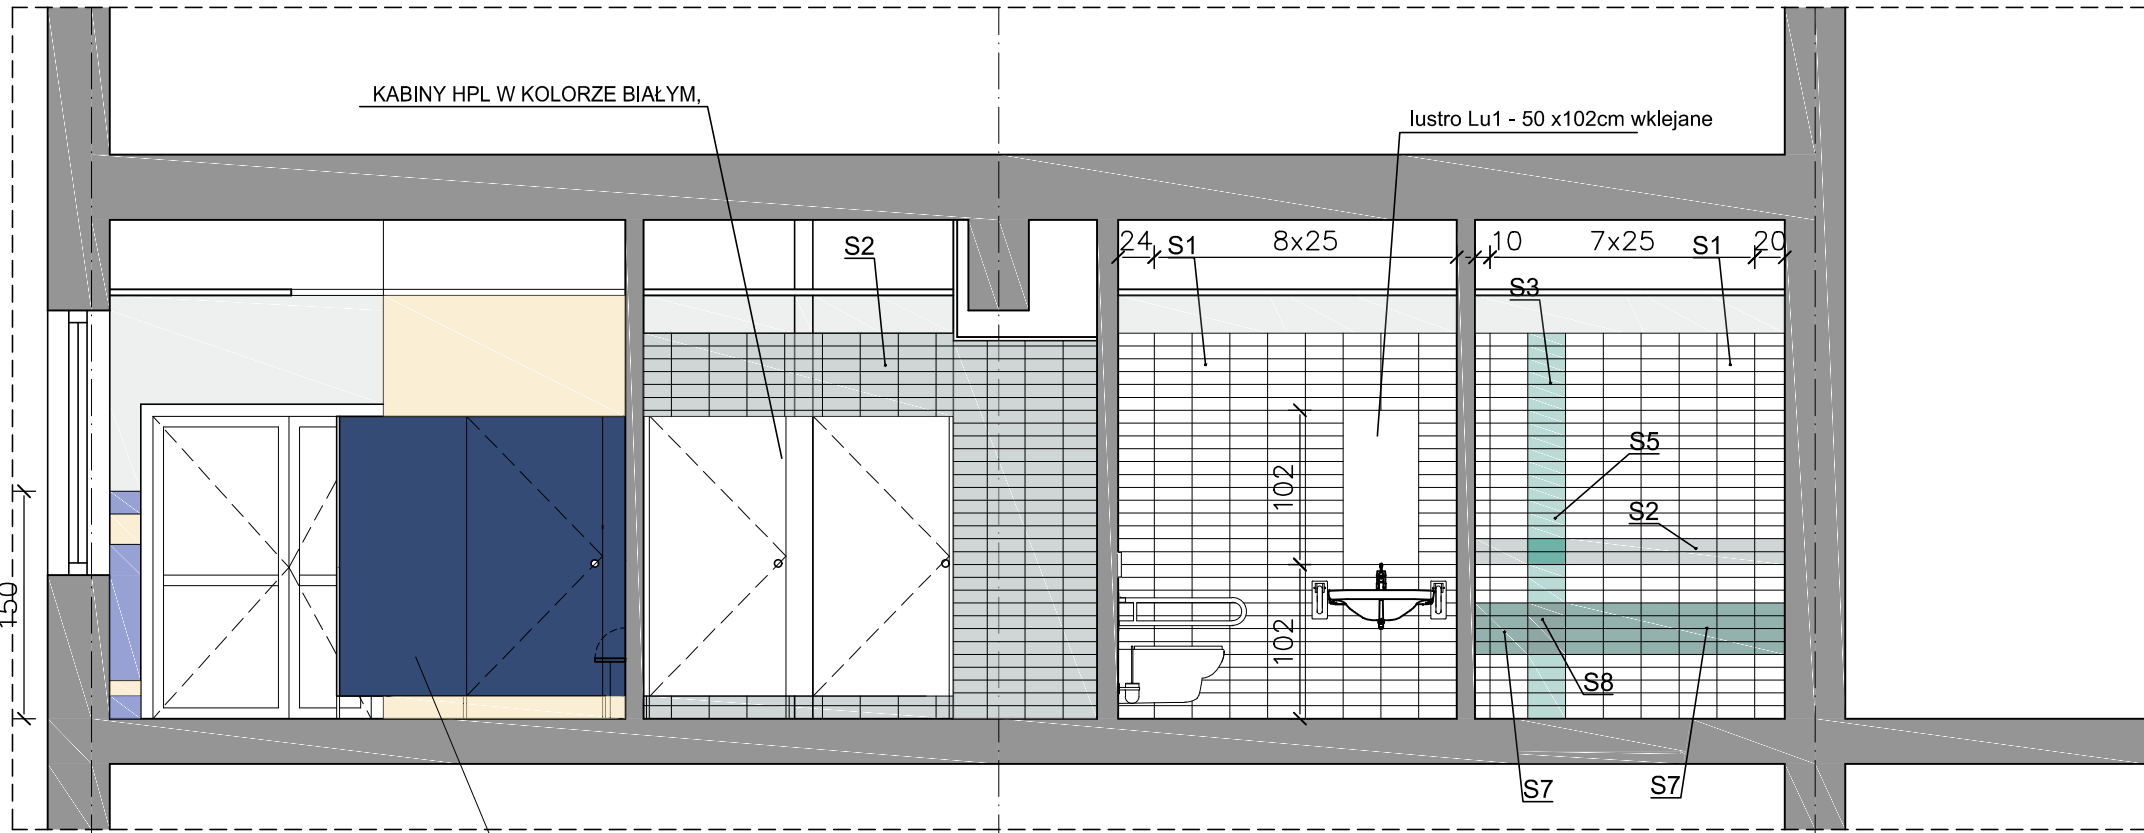 KABINY HPL W KOLORZE BIAŁYM,
lustro Lu1 - 50 x102cm wklejane
S2
24
S1
8x25
10
7x25
S1
20
S3
S5
102
S2
150
102
S8
S7
S7